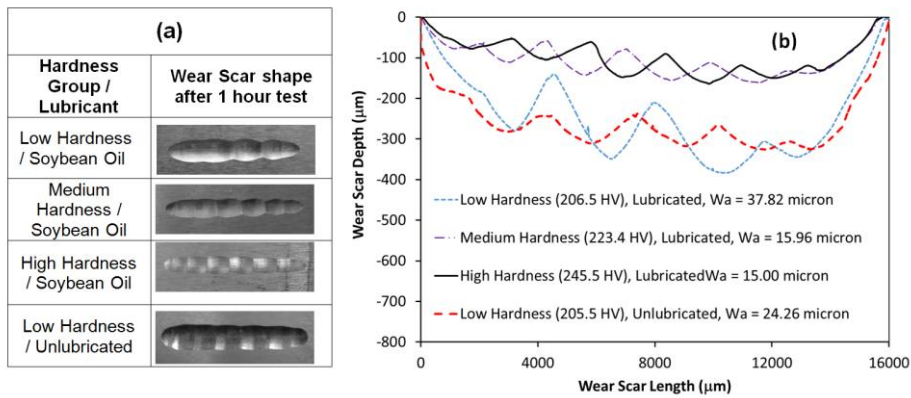 (a)
Hardness
Group /
Lubricant
Wear Scar shape
after 1 hour test
Low Hardness
/ Soybean Oil
Medium
Hardness /
Soybean Oil
High Hardness
/ Soybean Oil
Low Hardness
/ Unlubricated
(b)
Wear Scar Depth (μm)
0
-100
-200
-300
-400
-500
-600
-700
-800
Low Hardness (206.5 HV), Lubricated, Wa = 37.82 micron
Medium Hardness (223.4 HV), Lubricated, Wa = 15.96 micron
High Hardness (245.5 HV), LubricatedWa = 15.00 micron
Low Hardness (205.5 HV), Unlubricated, Wa = 24.26 micron
0 4000 8000 12000 16000
Wear Scar Length (μm)